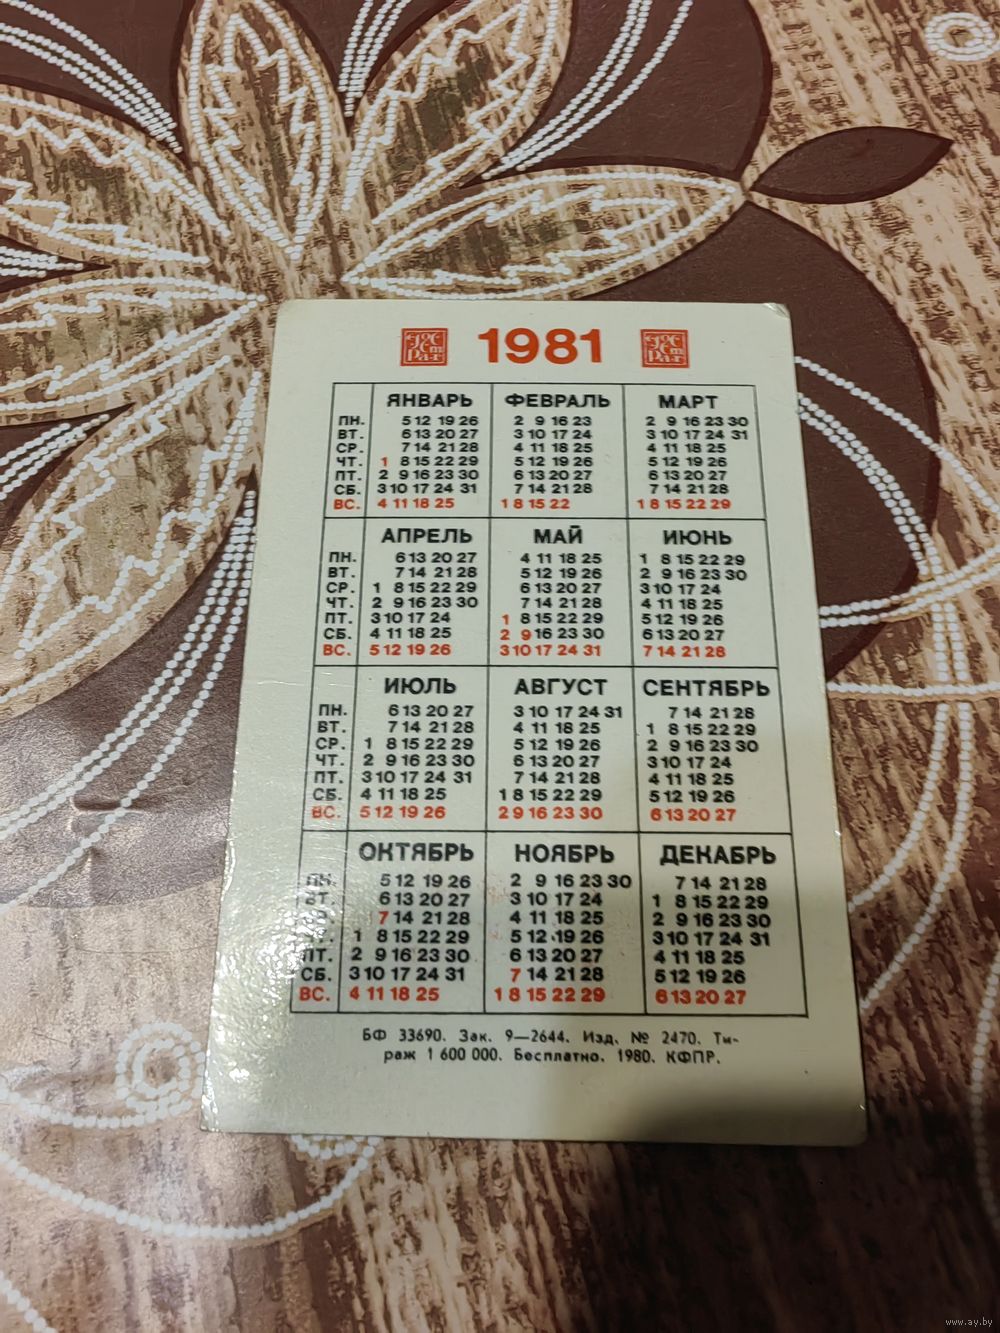 Гос
Ст
Рах
1981
Гос
Ст
Рах
ЯНВАРЬ ФЕВРАЛЬ МАРТ
ПН. 5 12 19 26 2 9 16 23 2 9 16 23 30
ВТ. 6 13 20 27 3 10 17 24 3 10 17 24 31
СР. 7 14 21 28 4 11 18 25 4 11 18 25
ЧТ. 1 8 15 22 29 5 12 19 26 5 12 19 26
ПТ. 2 9 16 23 30 6 13 20 27 6 13 20 27
СБ. 3 10 17 24 31 7 14 21 28 7 14 21 28
ВС. 4 11 18 25 1 8 15 22 1 8 15 22 29
АПРЕЛЬ МАЙ ИЮНЬ
ПН. 6 13 20 27 4 11 18 25 1 8 15 22 29
ВТ. 7 14 21 28 5 12 19 26 2 9 16 23 30
СР. 1 8 15 22 29 6 13 20 27 3 10 17 24
ЧТ. 2 9 16 23 30 7 14 21 28 4 11 18 25
ПТ. 3 10 17 24 1 8 15 22 29 5 12 19 26
СБ. 4 11 18 25 2 9 16 23 30 6 13 20 27
ВС. 5 12 19 26 3 10 17 24 31 7 14 21 28
ИЮЛЬ АВГУСТ СЕНТЯБРЬ
ПН. 6 13 20 27 3 10 17 24 31 7 14 21 28
ВТ. 7 14 21 28 4 11 18 25 1 8 15 22 29
СР. 1 8 15 22 29 5 12 19 26 2 9 16 23 30
ЧТ. 2 9 16 23 30 6 13 20 27 3 10 17 24
ПТ. 3 10 17 24 31 7 14 21 28 4 11 18 25
СБ. 4 11 18 25 1 8 15 22 29 5 12 19 26
ВС. 5 12 19 26 2 9 16 23 30 6 13 20 27
ОКТЯБРЬ НОЯБРЬ ДЕКАБРЬ
ПН. 5 12 19 26 2 9 16 23 30 7 14 21 28
ВТ. 6 13 20 27 3 10 17 24 1 8 15 22 29
СР. 7 14 21 28 4 11 18 25 2 9 16 23 30
ЧТ. 1 8 15 22 29 5 12 19 26 3 10 17 24 31
ПТ. 2 9 16 23 30 6 13 20 27 4 11 18 25
СБ. 3 10 17 24 31 7 14 21 28 5 12 19 26
ВС. 4 11 18 25 1 8 15 22 29 6 13 20 27
БФ 33690. Зак. 9—2644. Изд. № 2470. Ти-
раж 1 600 000. Бесплатно. 1980. КФПР.
www.ay.by